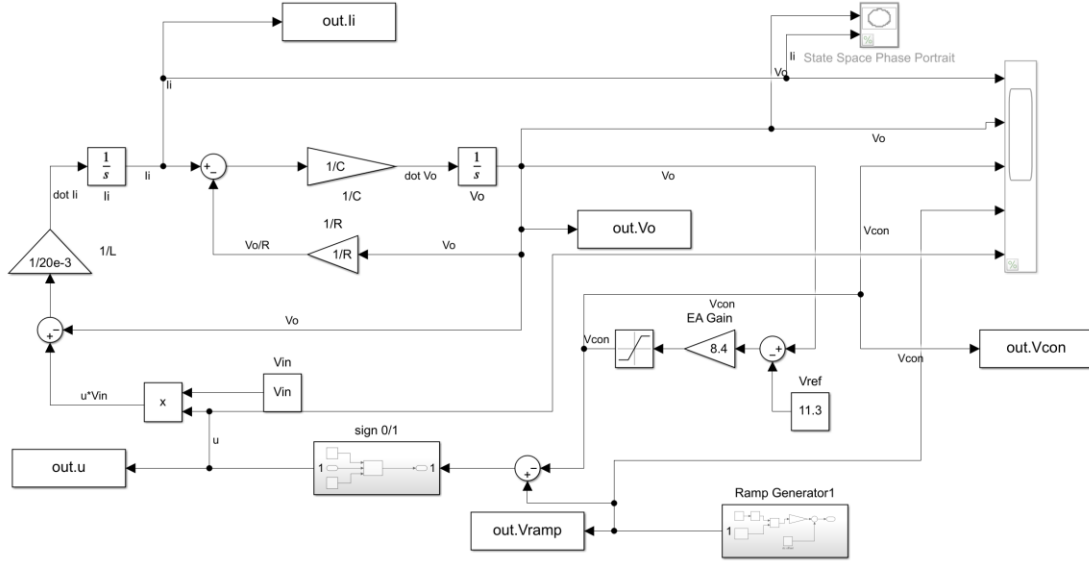 out.Ii
Ii
State Space Phase Portrait
Vo
Ii
Vo
1
s
Ii
dot Ii
Ii
+
−
1/C
1/C
dot Vo
1
s
Vo
Vo
1/R
1/R
Vo/R
Vo
out.Vo
Vcon
1/L
1/20e-3
+
−
Vo
Vcon
EA Gain
Vcon
8.4
−
+
out.Vcon
Vcon
Vin
Vin
Vref
11.3
u*Vin
x
u
sign 0/1
1
1
out.u
−
+
out.Vramp
Ramp Generator1
1